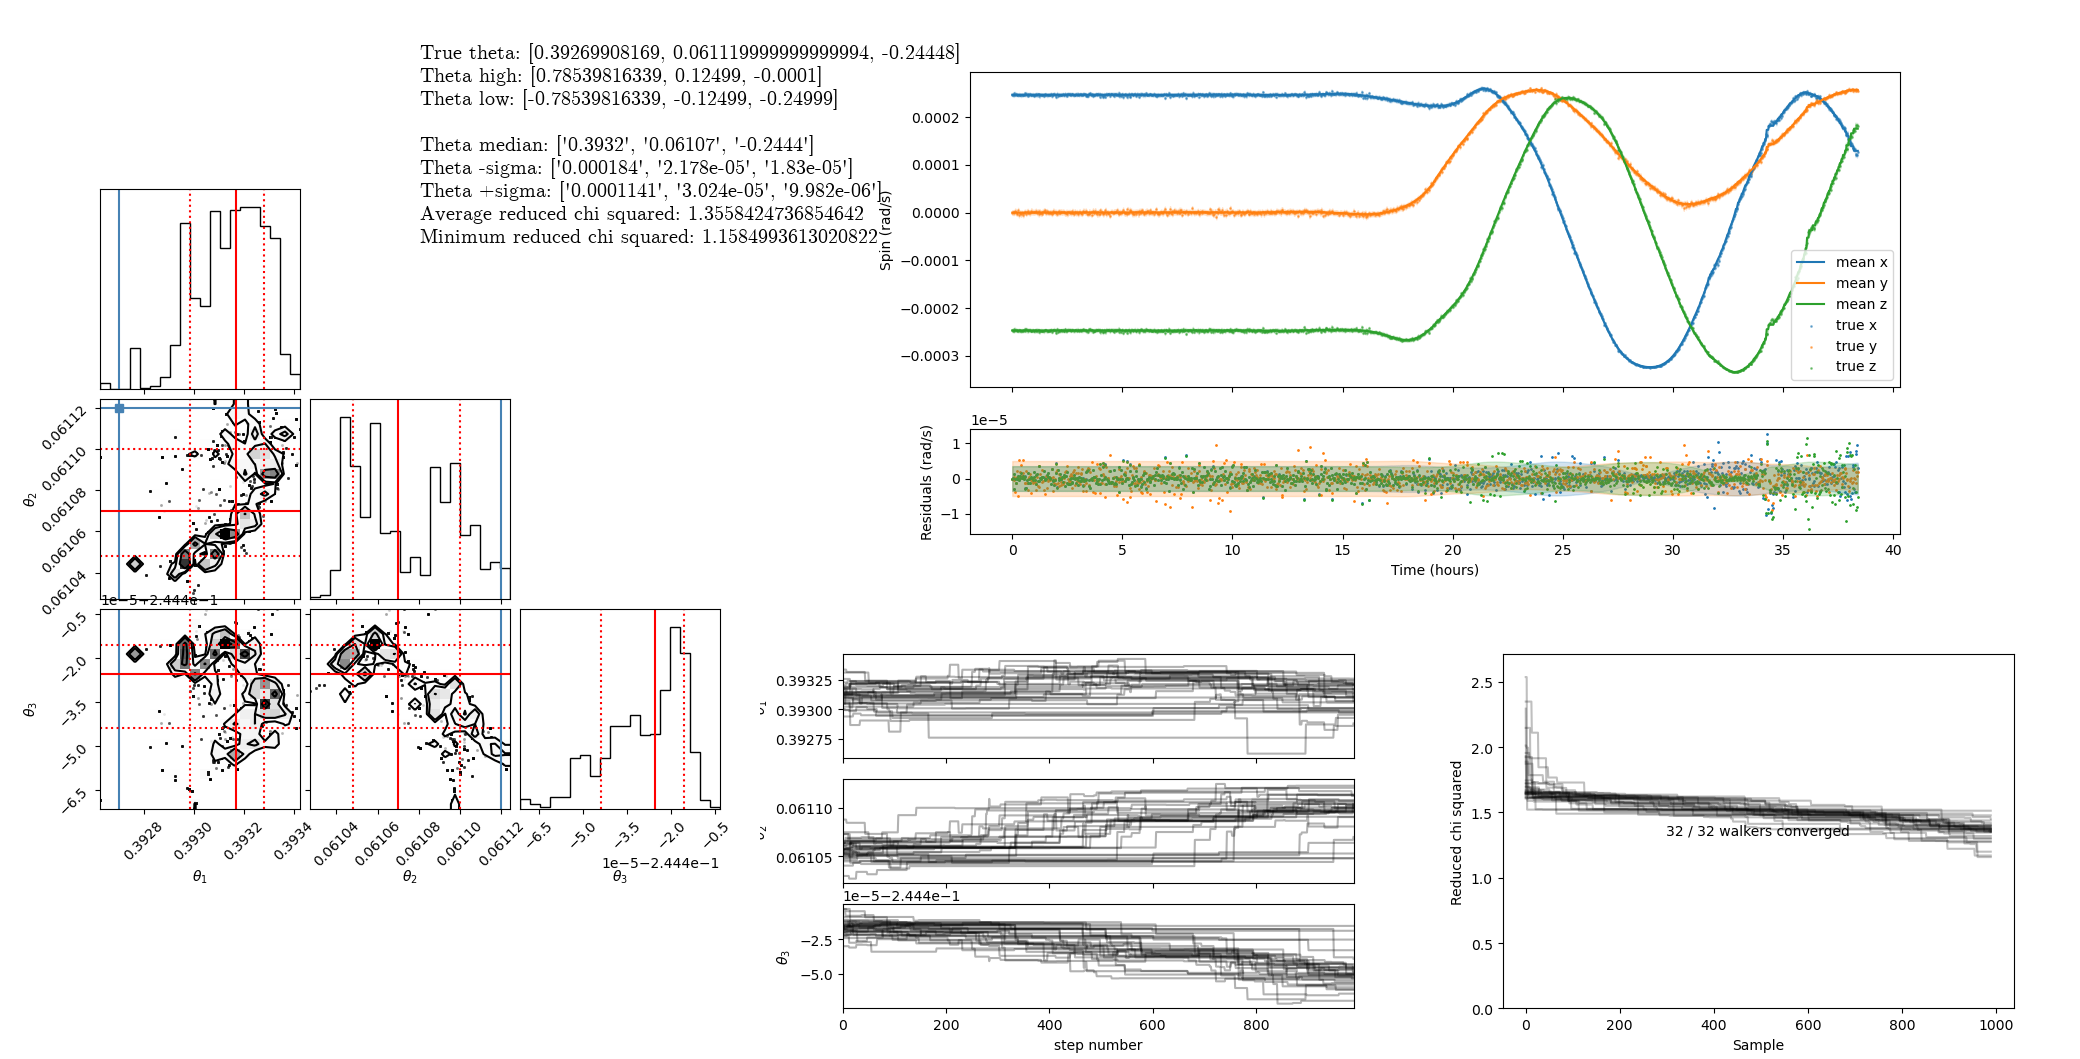 True theta: [0.39269908169, 0.061119999999999994, -0.24448]
Theta high: [0.78539816339, 0.12499, -0.0001]
Theta low: [-0.78539816339, -0.12499, -0.24999]
Theta median: ['0.3932', '0.06107', '-0.2444']
Theta -sigma: ['0.000184', '2.178e-05', '1.83e-05']
Theta +sigma: ['0.0001141', '3.024e-05', '9.982e-06']
Average reduced chi squared: 1.3558424736854642
Minimum reduced chi squared: 1.1584993613020822
Spin (rad/s)
0.0002
0.0001
0.0000
−0.0001
−0.0002
−0.0003
mean x
mean y
mean z
true x
true y
true z
1e−5
Residuals (rad/s)
1
0
−1
0 5 10 15 20 25 30 35 40
Time (hours)
θ2
0.06112
0.06110
0.06108
0.06106
0.06104
1e−5−2.444e−1
θ3
−0.5
−2.0
−3.5
−5.0
−6.5
0.3928 0.3930 0.3932 0.3934
θ1
0.06104 0.06106 0.06108 0.06110 0.06112
θ2
−6.5 −5.0 −3.5 −2.0 −0.5
1e−5−2.444e−1
θ3
0.39325
0.39300
0.39275
0.06110
0.06105
1e−5−2.444e−1
θ3
−2.5
−5.0
0 200 400 600 800
step number
Reduced chi squared
2.5
2.0
1.5
1.0
0.5
0.0
32 / 32 walkers converged
0 200 400 600 800 1000
Sample